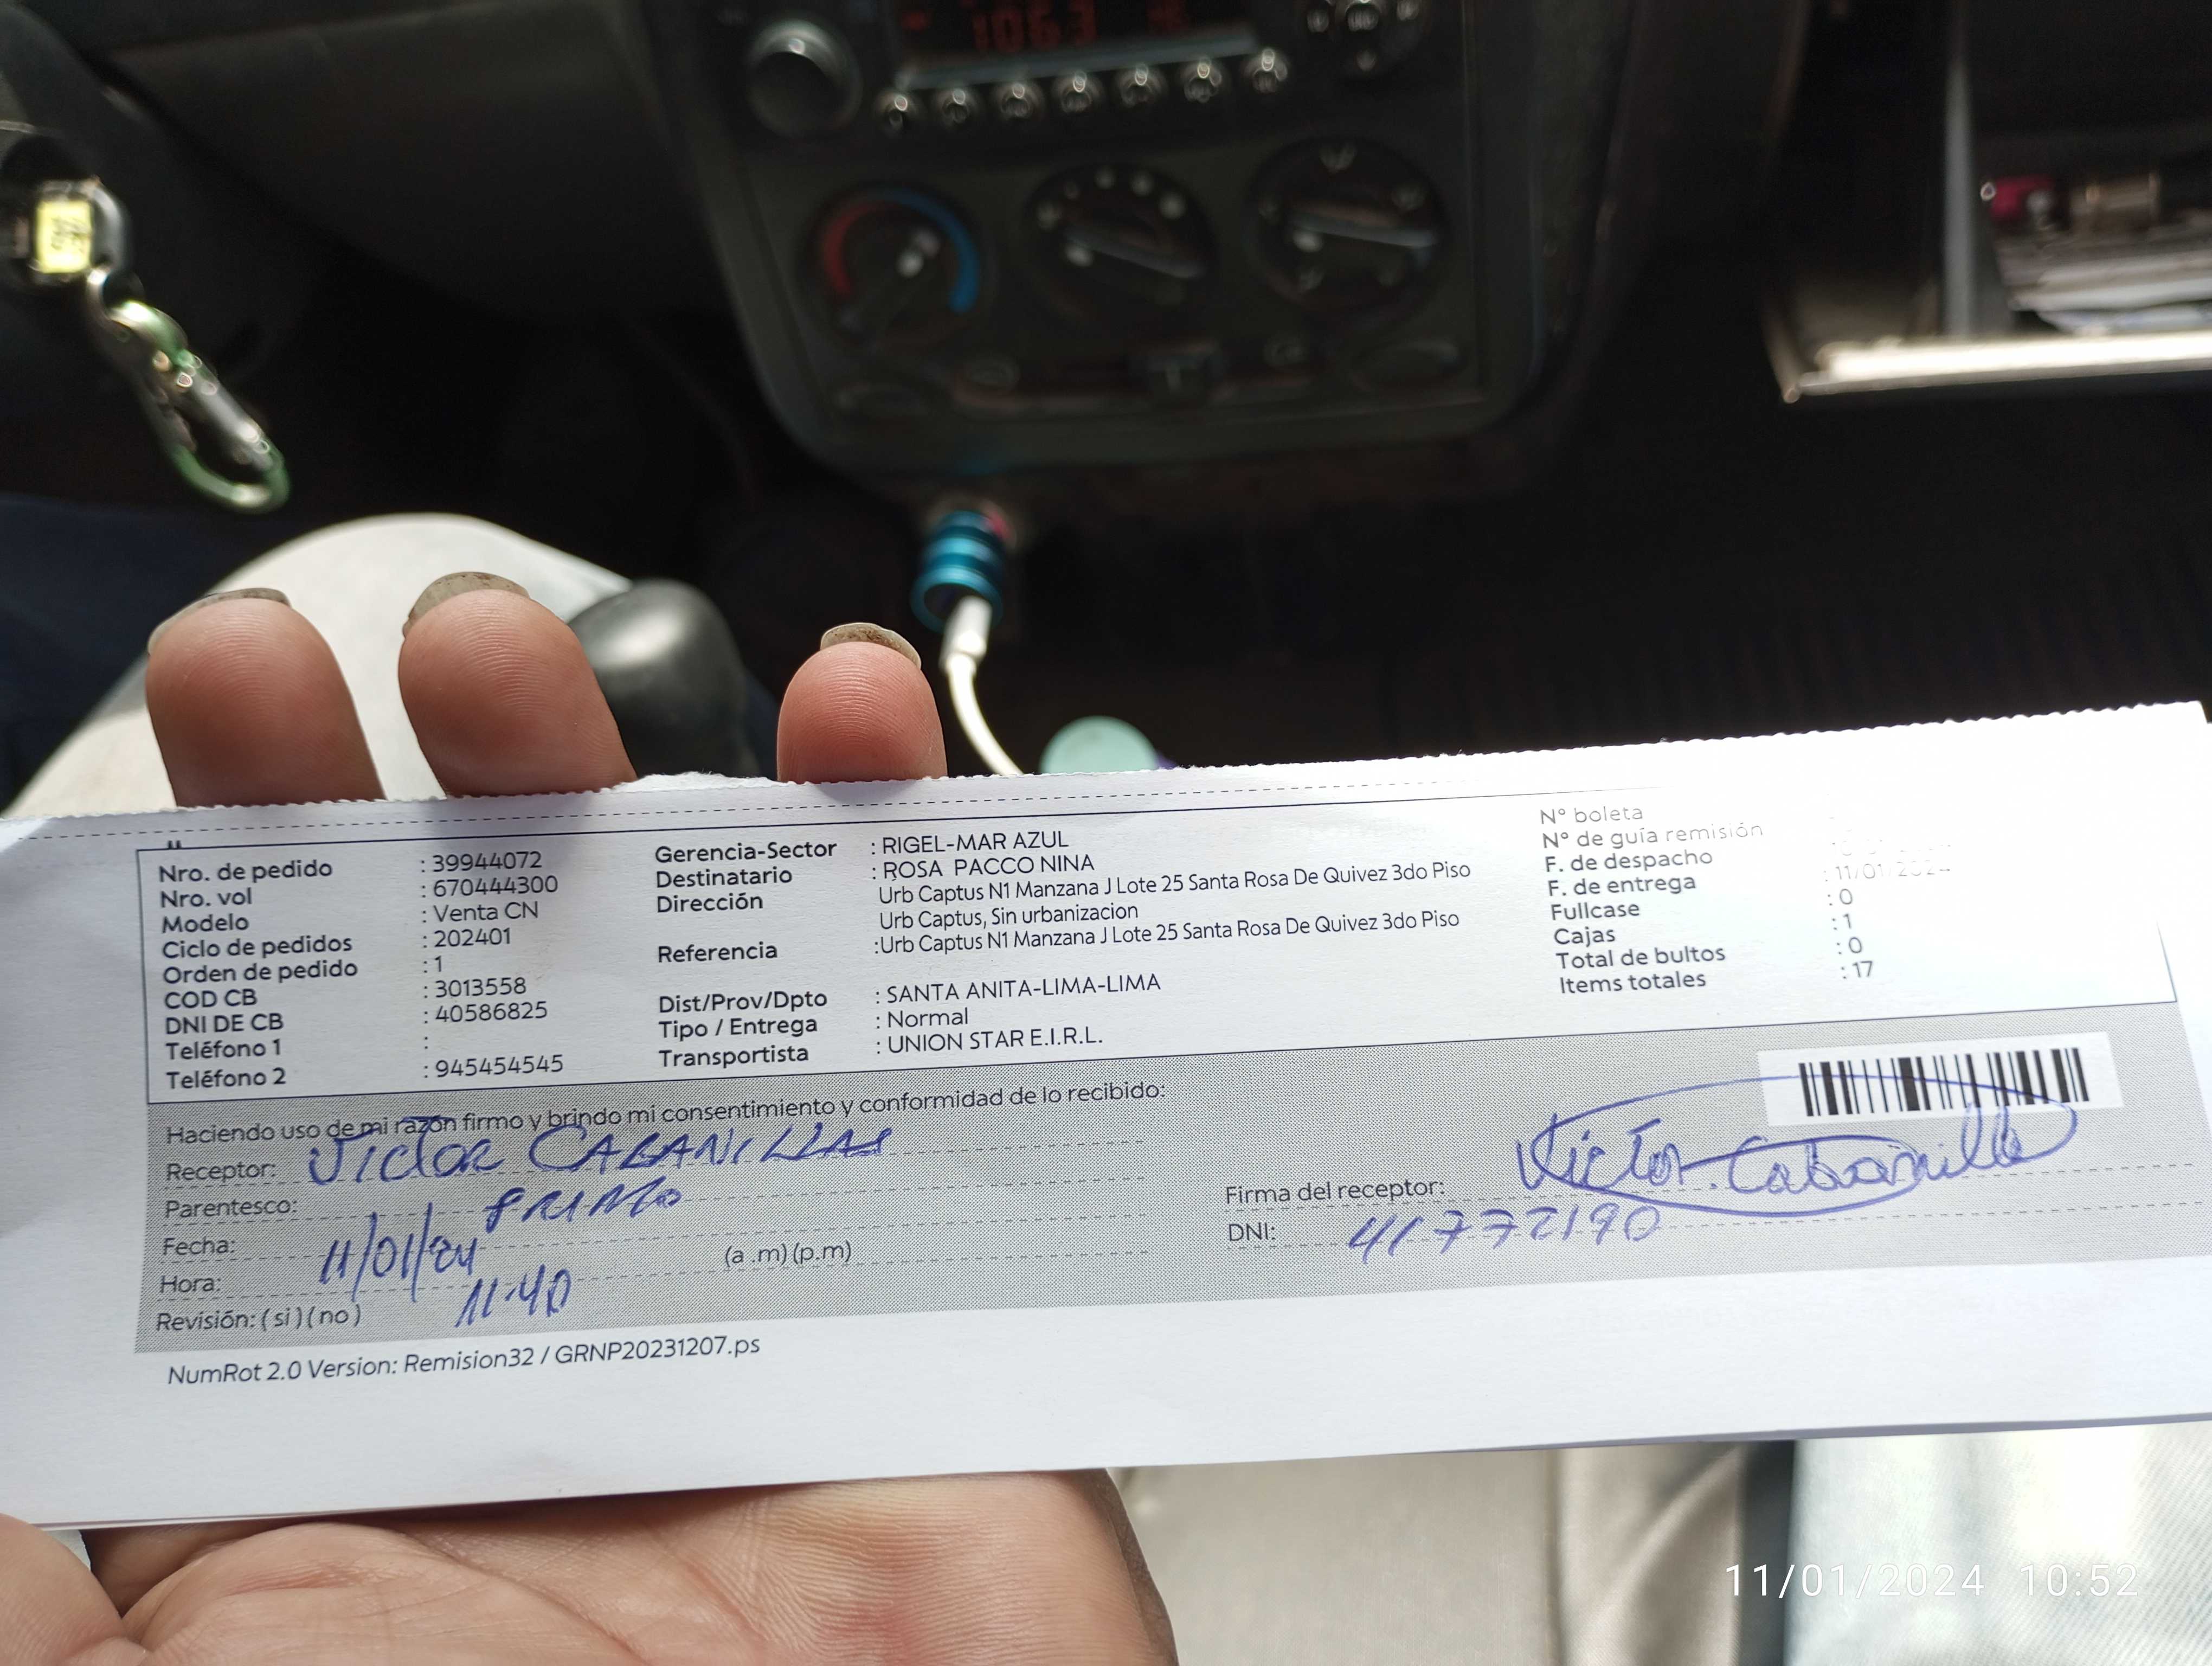 1063
Nro. de pedido : 39944072
Nro. vol : 670444300
Modelo : Venta CN
Ciclo de pedidos : 202401
Orden de pedido : 1
COD CB : 3013558
DNI DE CB : 40586825
Teléfono 1 :
Teléfono 2 : 945454545
Gerencia-Sector : RIGEL-MAR AZUL
Destinatario : ROSA PACCO NINA
Dirección Urb Captus N1 Manzana J Lote 25 Santa Rosa De Quivez 3do Piso
Urb Captus, Sin urbanizacion
Referencia :Urb Captus N1 Manzana J Lote 25 Santa Rosa De Quivez 3do Piso
Dist/Prov/Dpto : SANTA ANITA-LIMA-LIMA
Tipo / Entrega : Normal
Transportista : UNION STAR E.I.R.L.
N° boleta
N° de guía remisión
F. de despacho
F. de entrega : 11/01/2024
Fullcase : 0
Cajas : 1
Total de bultos : 0
Items totales : 17
Haciendo uso de mi razón firmo y brindo mi consentimiento y conformidad de lo recibido:
Receptor: Victor CABANILLAS
Parentesco: PRIMO
Fecha: 11/01/24
Hora: 11:40 (a .m) (p.m)
Revisión: ( si ) ( no )
Firma del receptor: Victor Cabanilla
DNI: 41772190
NumRot 2.0 Version: Remision32 / GRNP20231207.ps
11/01/2024 10:52